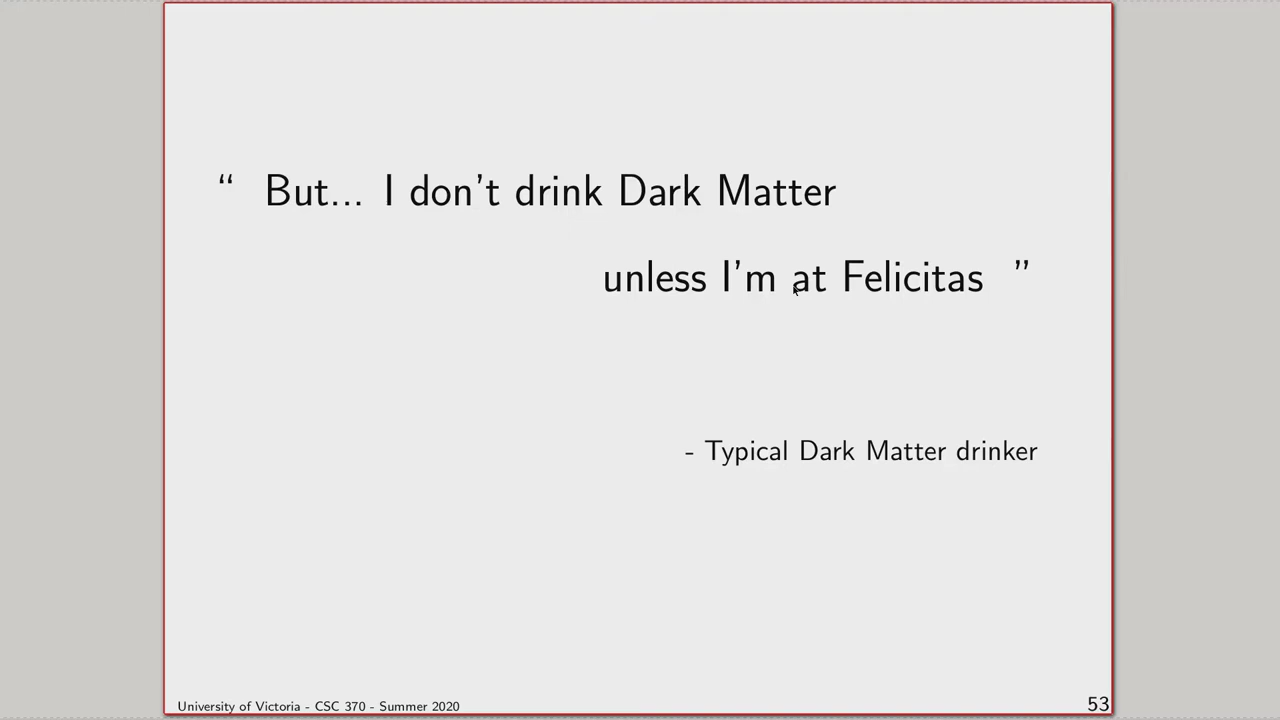 “ But... I don't drink Dark Matter
unless I'm at Felicitas ”
- Typical Dark Matter drinker
University of Victoria - CSC 370 - Summer 2020
53